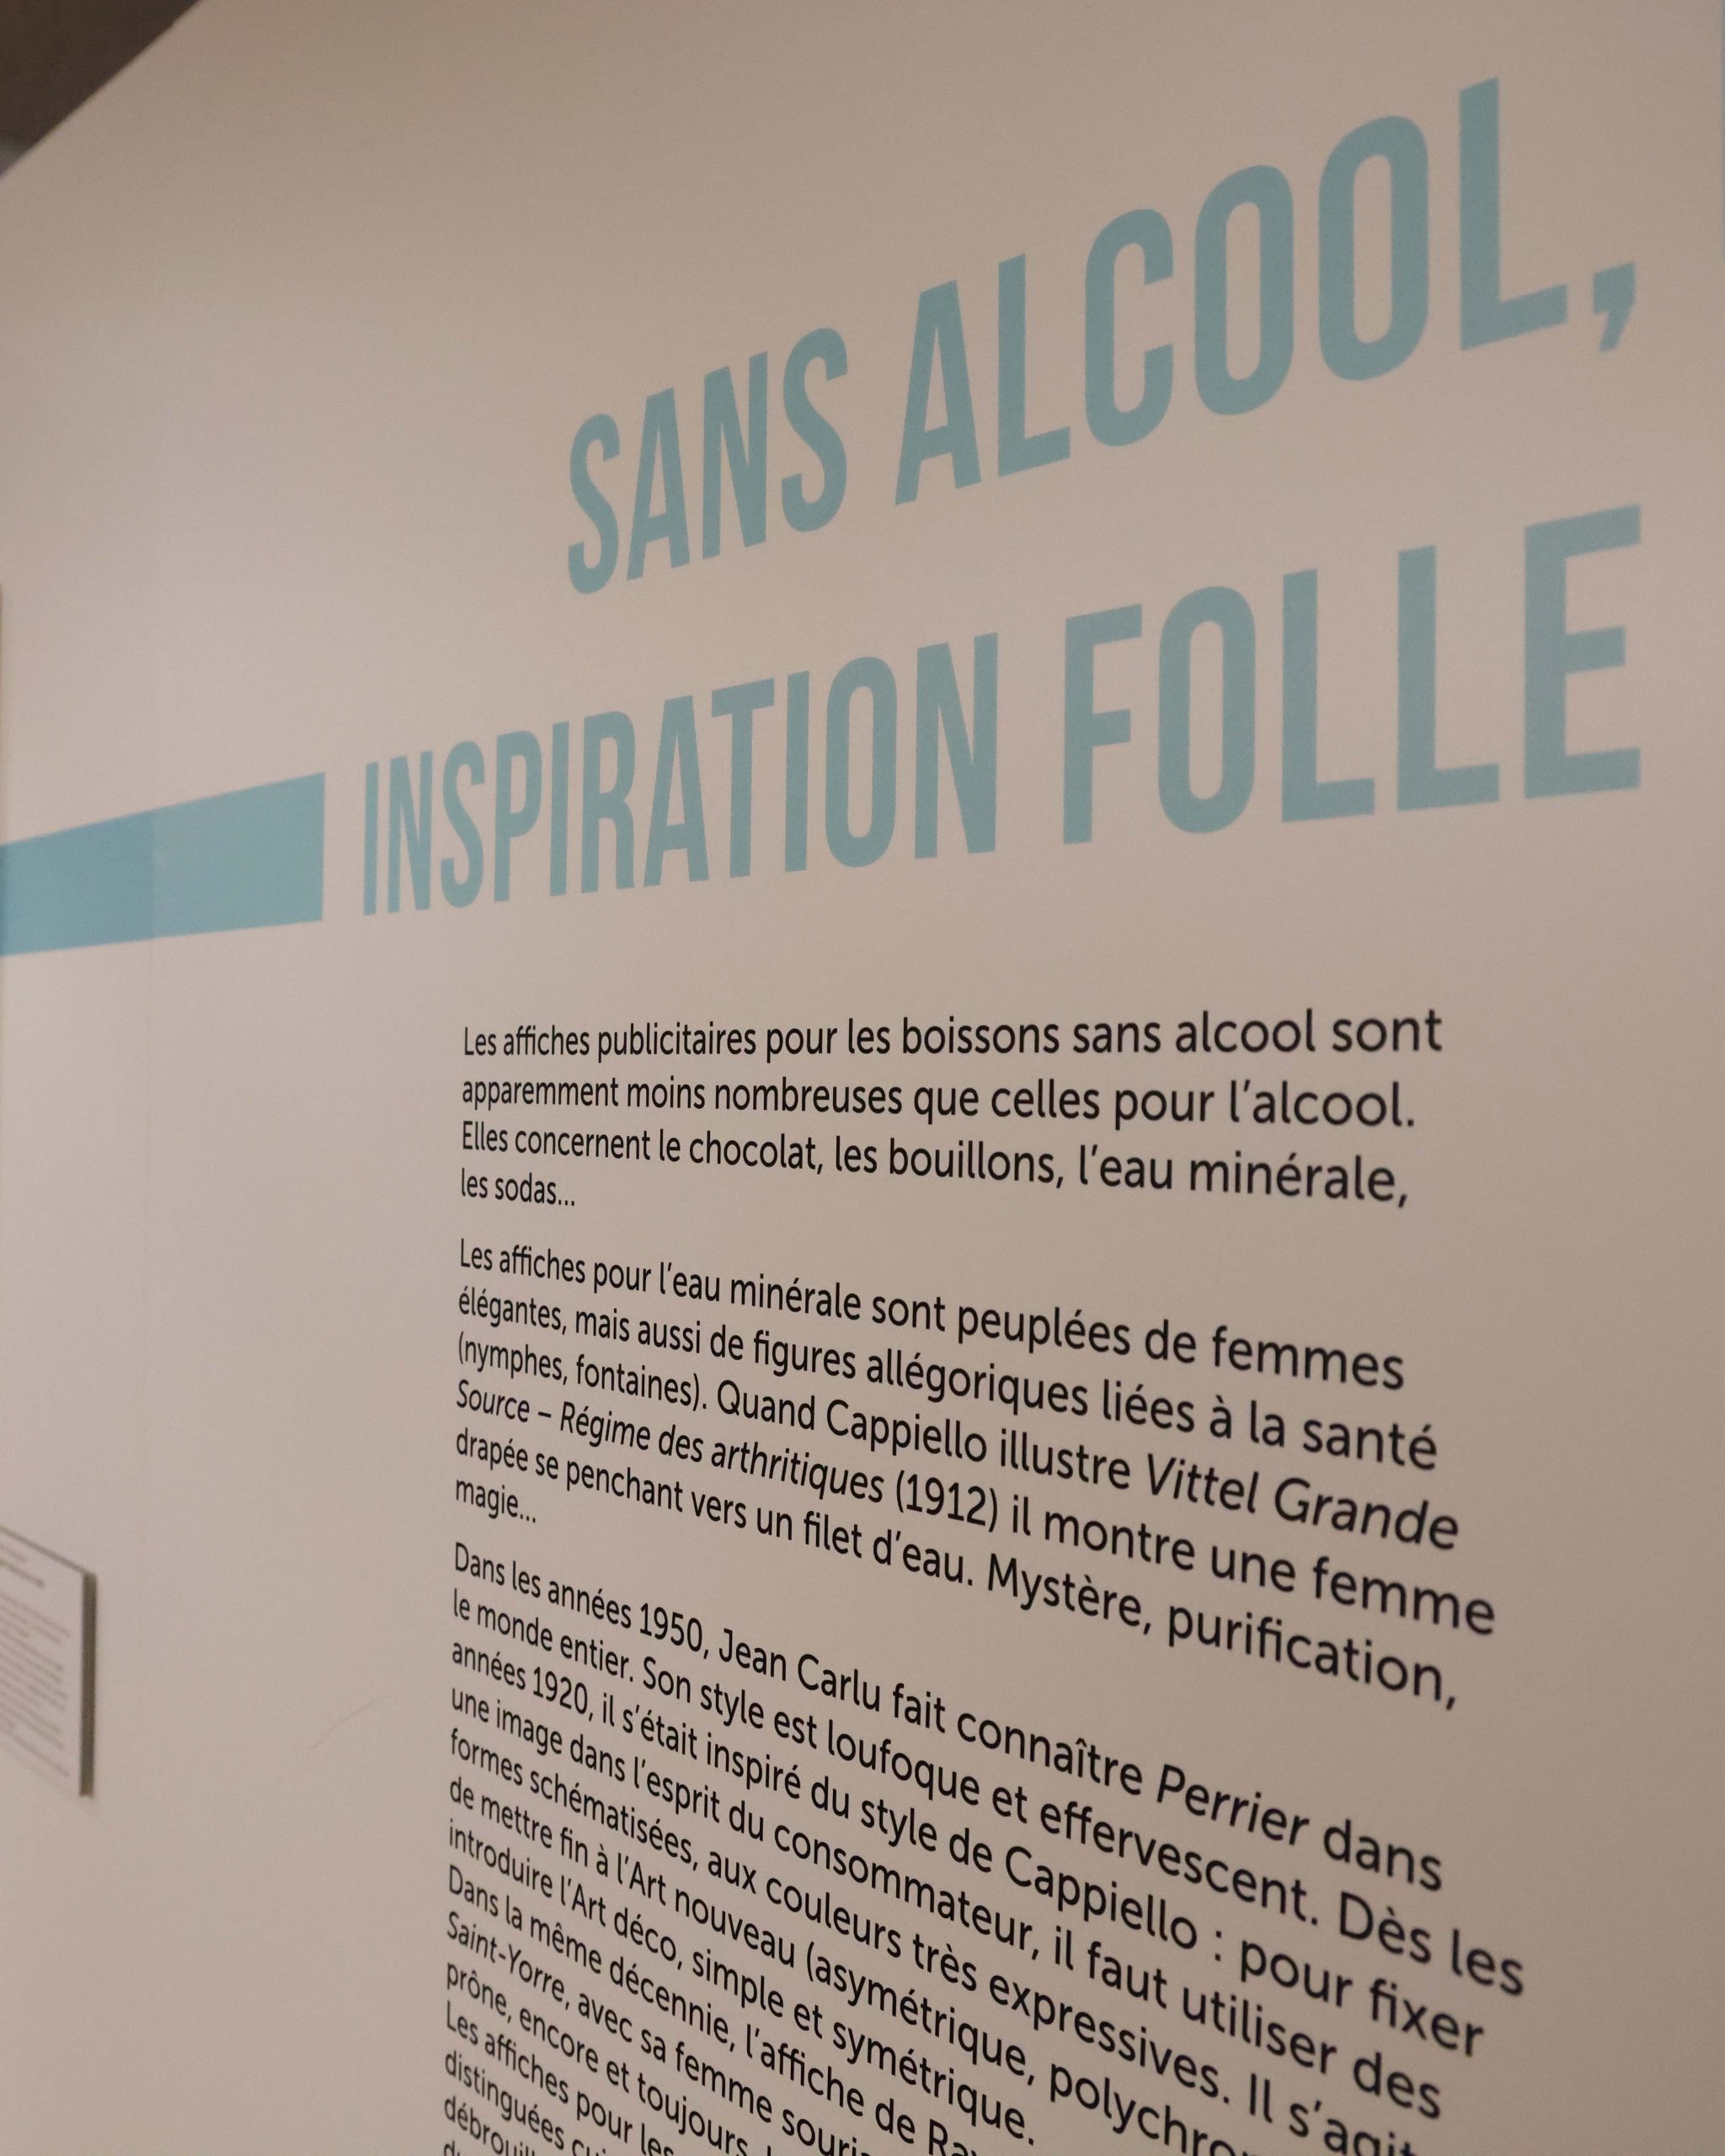 SANS ALCOOL,
INSPIRATION FOLLE
Les affiches publicitaires pour les boissons sans alcool sont
apparemment moins nombreuses que celles pour l'alcool.
Elles concernent le chocolat, les bouillons, l'eau minérale,
les sodas...
Les affiches pour l'eau minérale sont peuplées de femmes
élégantes, mais aussi de figures allégoriques liées à la santé
(nymphes, fontaines). Quand Cappiello illustre Vittel Grande
Source – Régime des arthritiques (1912) il montre une femme
drapée se penchant vers un filet d'eau. Mystère, purification,
magie...
Dans les années 1950, Jean Carlu fait connaître Perrier dans
le monde entier. Son style est loufoque et effervescent. Dès les
années 1920, il s'était inspiré du style de Cappiello : pour fixer
une image dans l'esprit du consommateur, il faut utiliser des
formes schématisées, aux couleurs très expressives. Il s'agit
de mettre fin à l'Art nouveau (asymétrique,
introduire l'Art déco, simple et symétrique.
Dans la même décennie, l'affiche de
Saint-Yorre, avec sa femme
prône, encore et toujours,
Les affiches pour les
distinguées